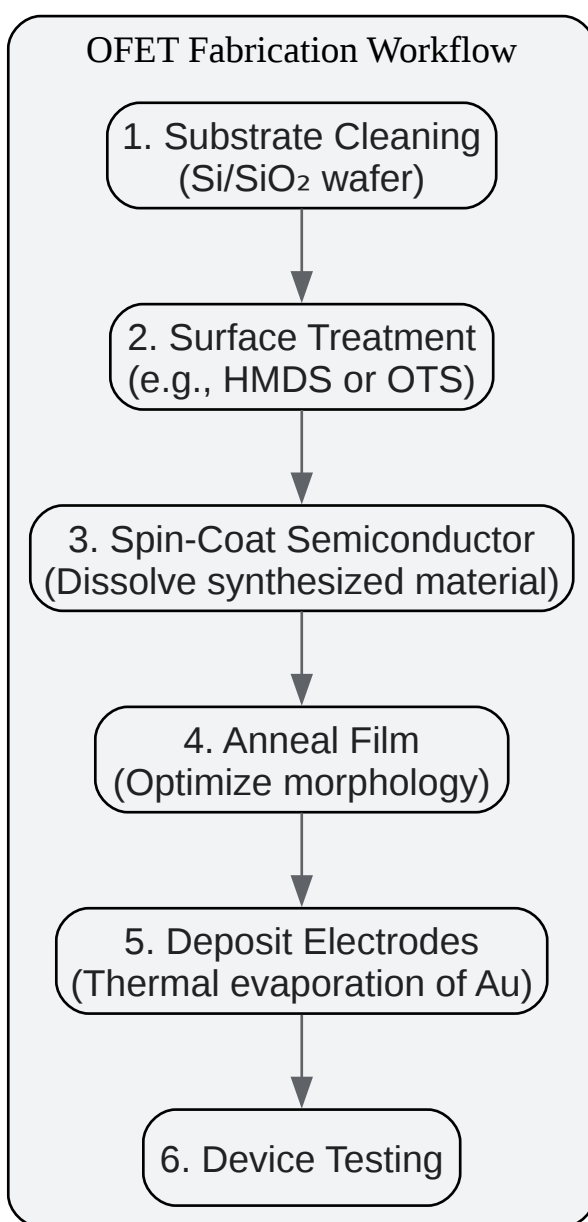 OFET Fabrication Workflow
1. Substrate Cleaning
(Si/SiO₂ wafer)
2. Surface Treatment
(e.g., HMDS or OTS)
3. Spin-Coat Semiconductor
(Dissolve synthesized material)
4. Anneal Film
(Optimize morphology)
5. Deposit Electrodes
(Thermal evaporation of Au)
6. Device Testing